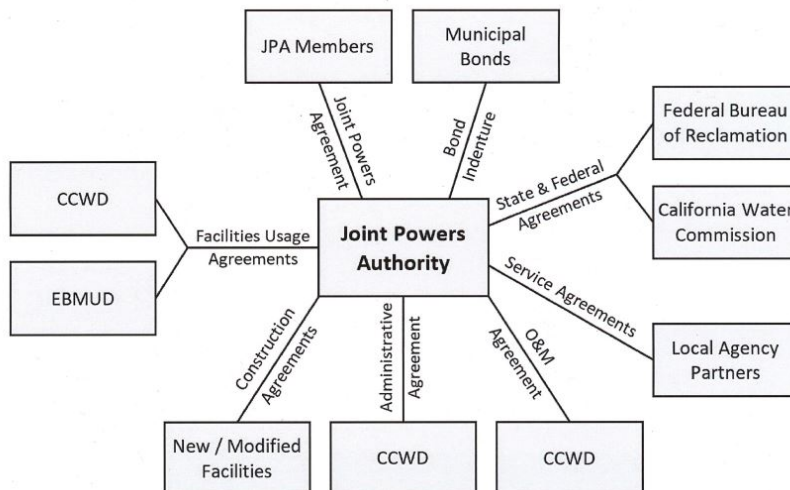 JPA Members
Municipal
Bonds
Joint Powers
Agreement
Bond
Indenture
Federal Bureau
of Reclamation
State & Federal
Agreements
California Water
Commission
CCWD
Facilities Usage
Agreements
EBMUD
Joint Powers
Authority
Service Agreements
Local Agency
Partners
Construction
Agreements
Administrative
Agreement
O&M
Agreement
New / Modified
Facilities
CCWD
CCWD